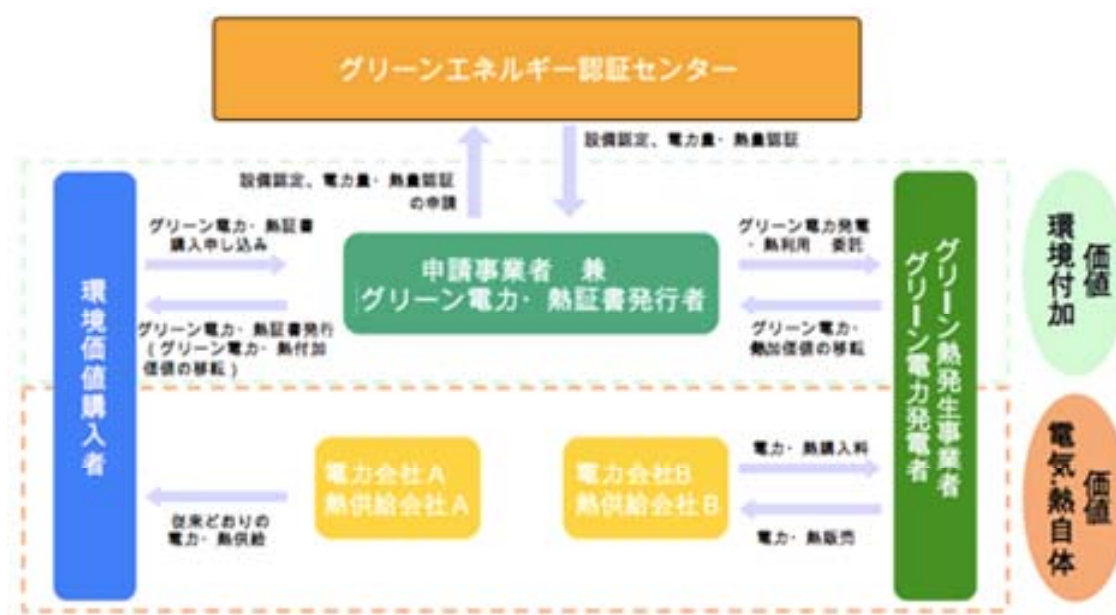 グリーンエネルギー認証センター
設備認定、電力量・熱量認証
設備認定、電力量・熱量認証
の申請
グリーン電力・熱証書
購入申し込み
グリーン電力発電
・熱利用 委託
申請事業者 兼
グリーン電力・熱証書発行者
グリーン電力・熱証書発行
(グリーン電力・熱付加
価値の移転)
グリーン電力・
熱加価値の移転
環境価値購入者
グリーン熱発生事業者
グリーン電力発電者
価値
環境付加
電力会社A
熱供給会社A
電力会社B
熱供給会社B
電力・熱購入料
電力・熱販売
従来どおりの
電力・熱供給
価値
電気・熱自体